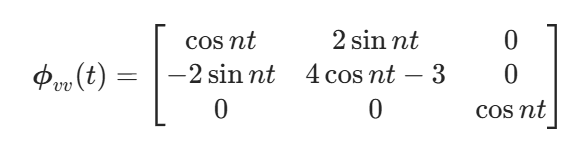 ϕ_vv(t) = [ cos nt  2 sin nt  0
−2 sin nt  4 cos nt − 3  0
0  0  cos nt ]